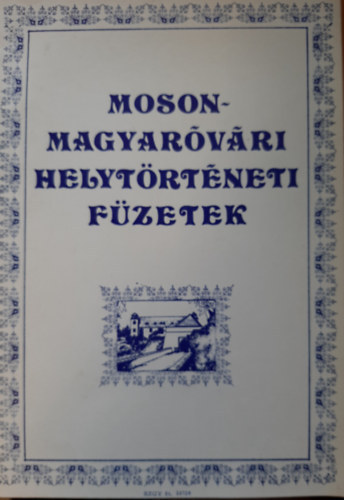 MOSON-
MAGYARÓVÁRI
HELYTÖRTÉNETI
FÜZETEK